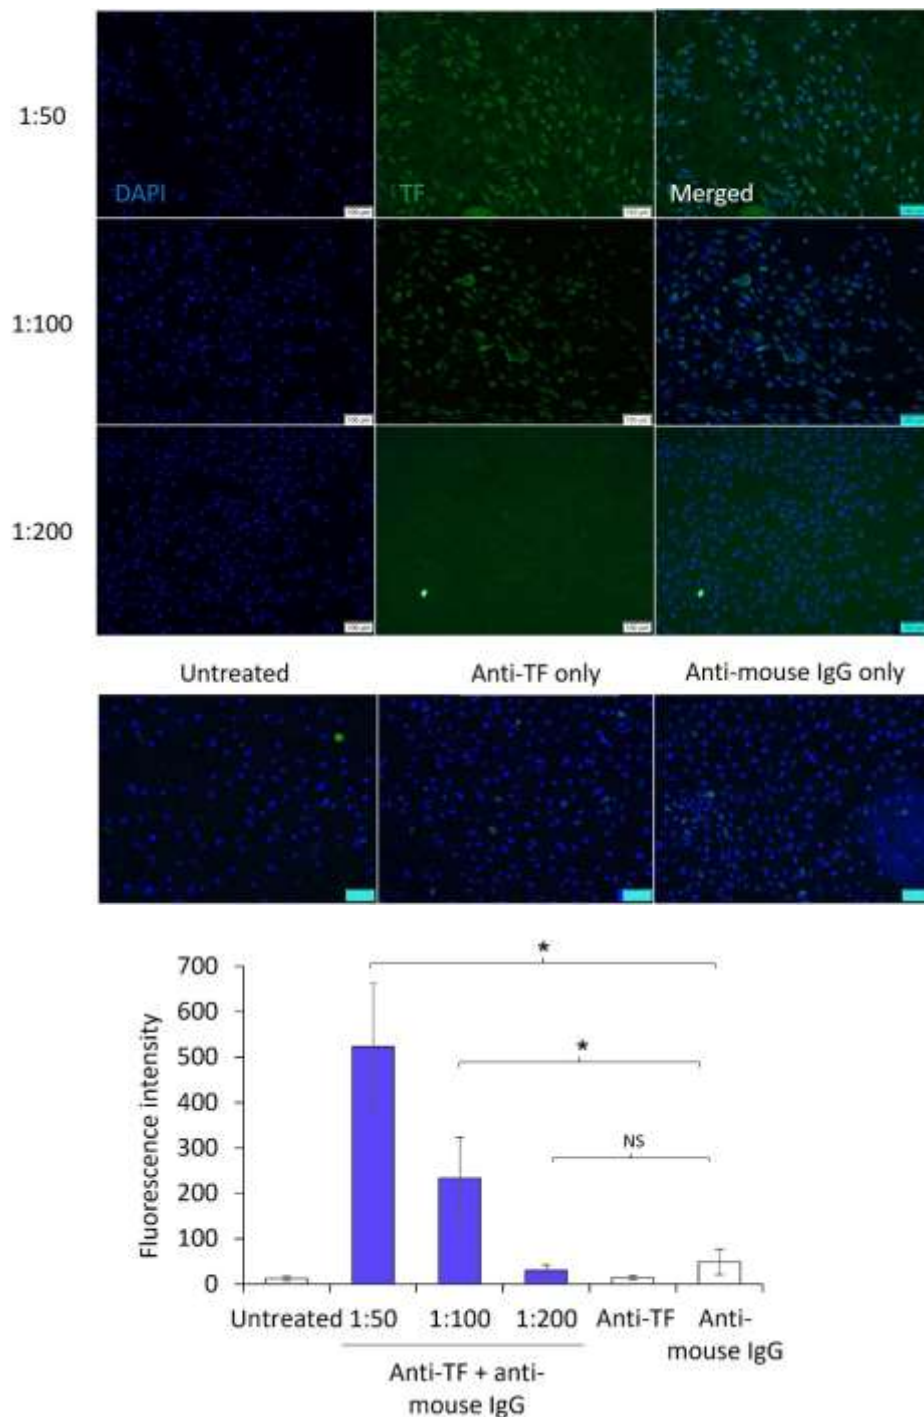 1:50
DAPI
TF
Merged
1:100
1:200
Untreated
Anti-TF only
Anti-mouse IgG only
*
*
NS
Fluorescence intensity
700
600
500
400
300
200
100
0
Untreated 1:50 1:100 1:200 Anti-TF Anti-
mouse IgG
Anti-TF + anti-
mouse IgG